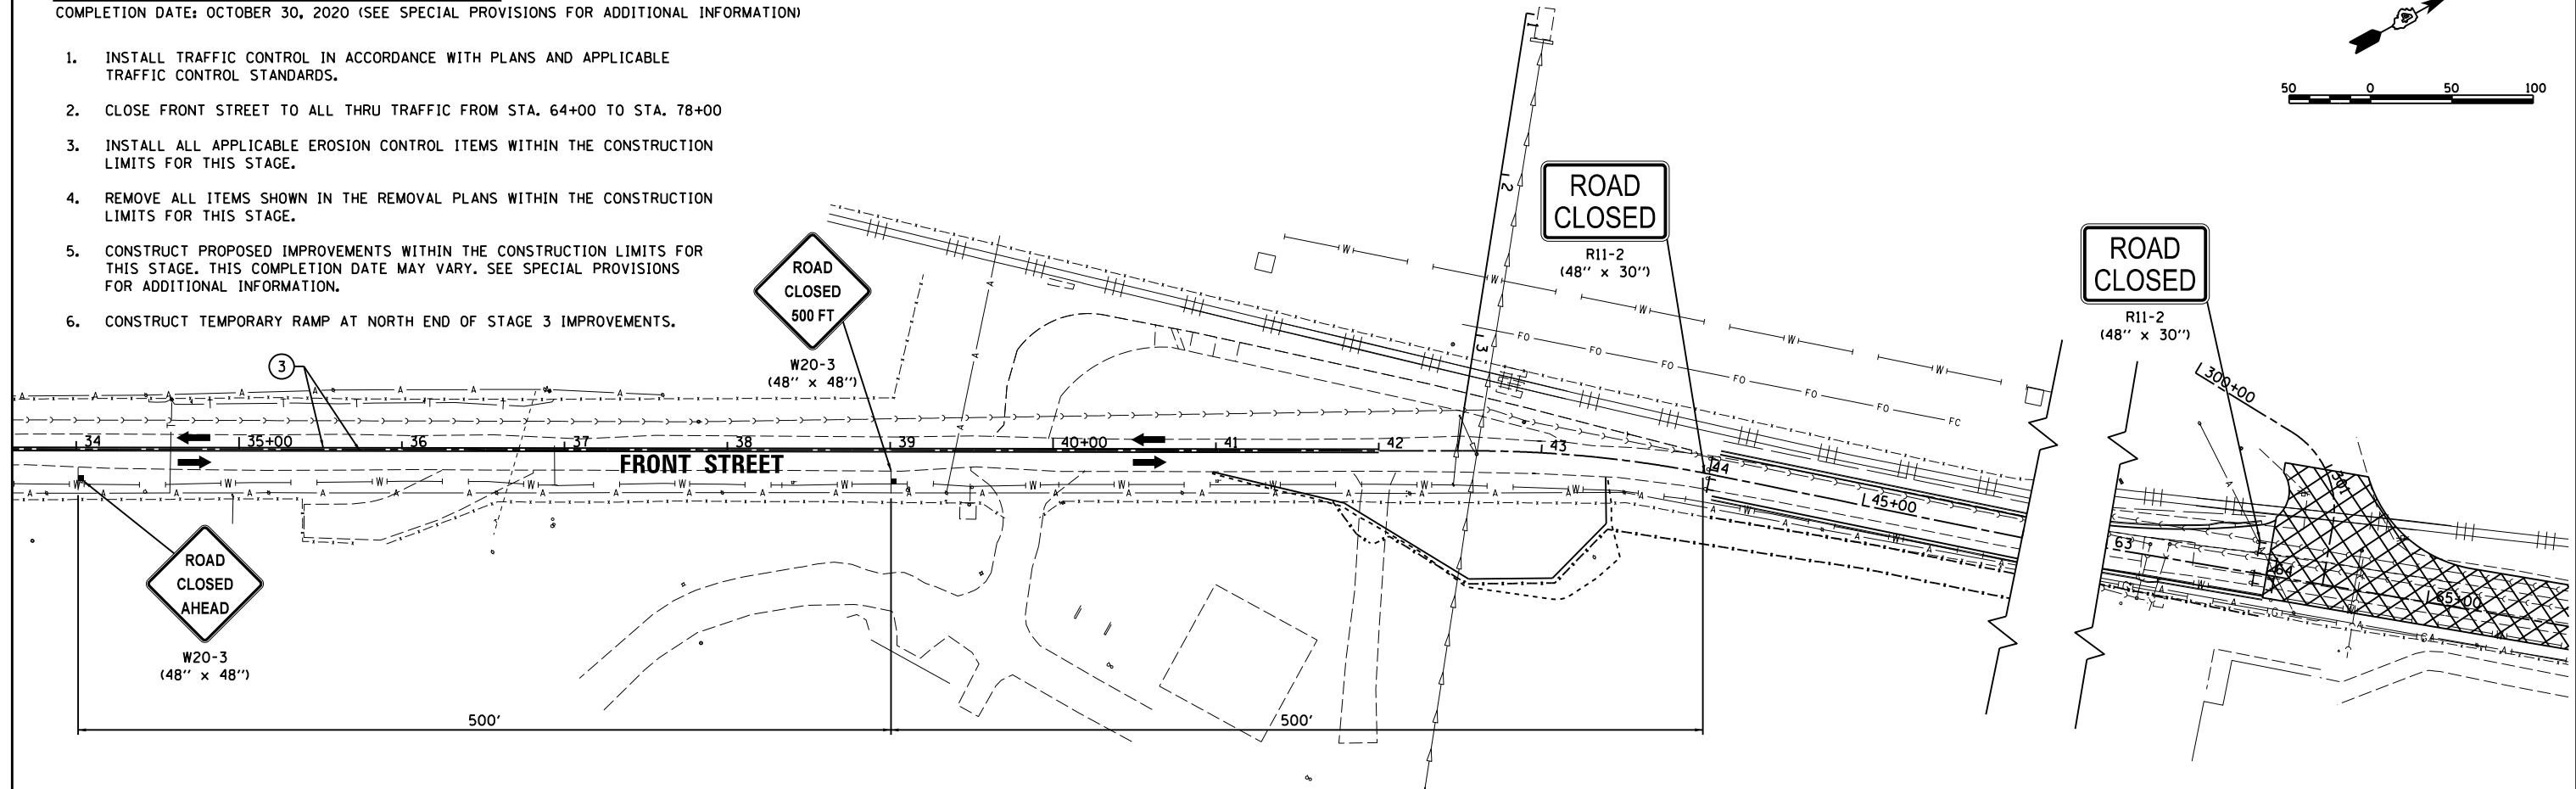 COMPLETION DATE: OCTOBER 30, 2020 (SEE SPECIAL PROVISIONS FOR ADDITIONAL INFORMATION)
1. INSTALL TRAFFIC CONTROL IN ACCORDANCE WITH PLANS AND APPLICABLE
TRAFFIC CONTROL STANDARDS.
2. CLOSE FRONT STREET TO ALL THRU TRAFFIC FROM STA. 64+00 TO STA. 78+00
3. INSTALL ALL APPLICABLE EROSION CONTROL ITEMS WITHIN THE CONSTRUCTION
LIMITS FOR THIS STAGE.
4. REMOVE ALL ITEMS SHOWN IN THE REMOVAL PLANS WITHIN THE CONSTRUCTION
LIMITS FOR THIS STAGE.
5. CONSTRUCT PROPOSED IMPROVEMENTS WITHIN THE CONSTRUCTION LIMITS FOR
THIS STAGE. THIS COMPLETION DATE MAY VARY. SEE SPECIAL PROVISIONS
FOR ADDITIONAL INFORMATION.
6. CONSTRUCT TEMPORARY RAMP AT NORTH END OF STAGE 3 IMPROVEMENTS.
50 0 50 100
ROAD
CLOSED
500 FT
W20-3
(48" x 48")
ROAD
CLOSED
R11-2
(48" x 30")
ROAD
CLOSED
R11-2
(48" x 30")
1
2
3
3
34 35+00 36 37 38 39 40+00 41 42 43 44 45+00
63 64 65+00
300+00
301
FRONT STREET
ROAD
CLOSED
AHEAD
W20-3
(48" x 48")
500' 500'